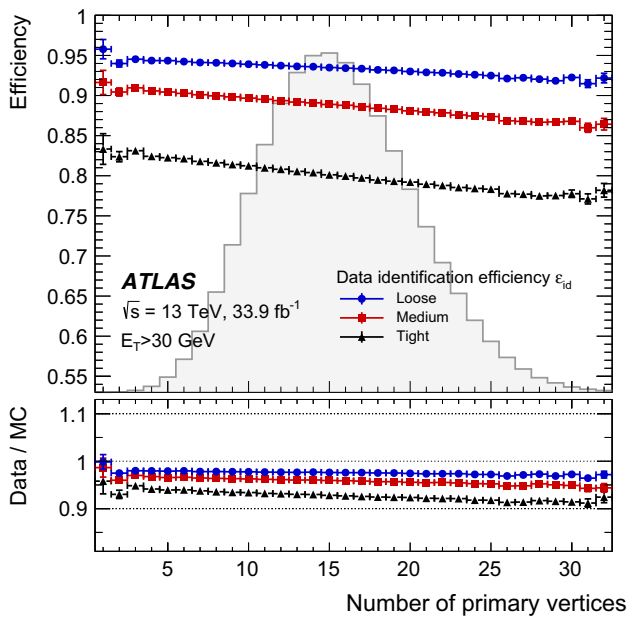 Efficiency
1
0.95
0.9
0.85
0.8
0.75
0.7
0.65
0.6
0.55
ATLAS
√s = 13 TeV, 33.9 fb⁻¹
E_T>30 GeV
Data identification efficiency ε_id
Loose
Medium
Tight
Data / MC
1.1
1
0.9
5 10 15 20 25 30
Number of primary vertices